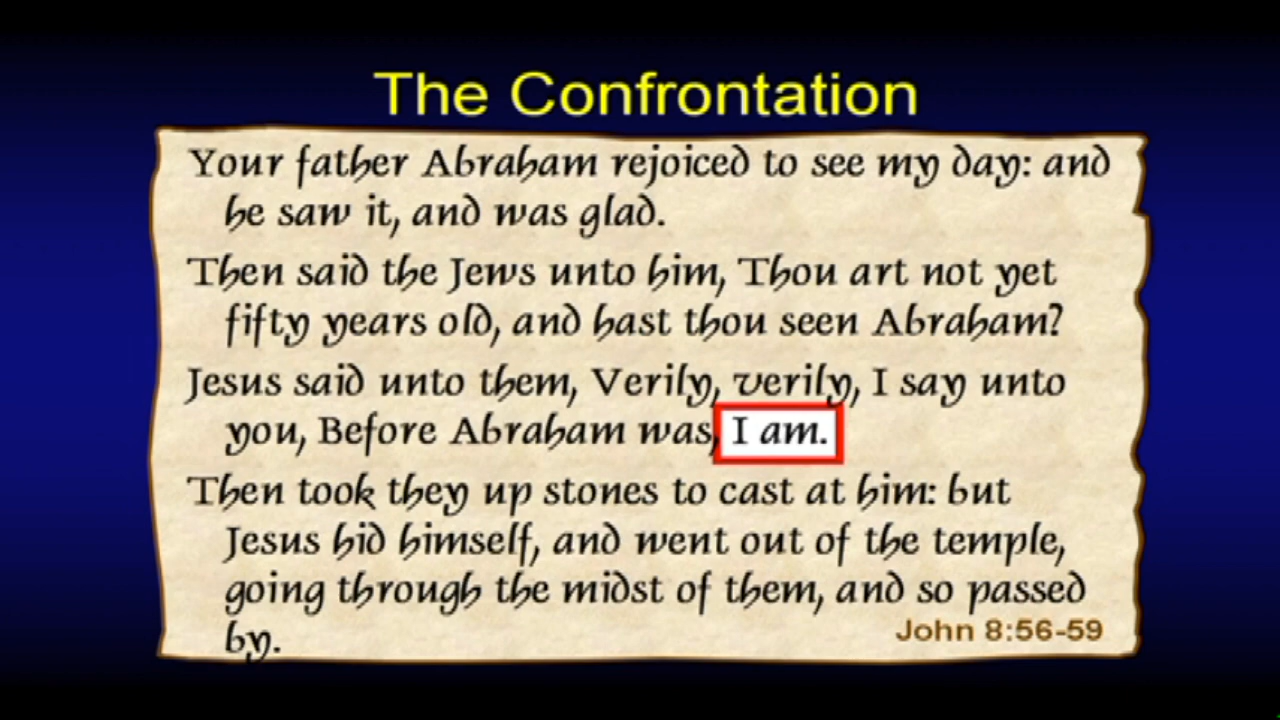 The Confrontation
Your father Abraham rejoiced to see my day: and
he saw it, and was glad.
Then said the Jews unto him, Thou art not yet
fifty years old, and hast thou seen Abraham?
Jesus said unto them, Verily, verily, I say unto
you, Before Abraham was, I am.
Then took they up stones to cast at him: but
Jesus hid himself, and went out of the temple,
going through the midst of them, and so passed
by.
John 8:56-59